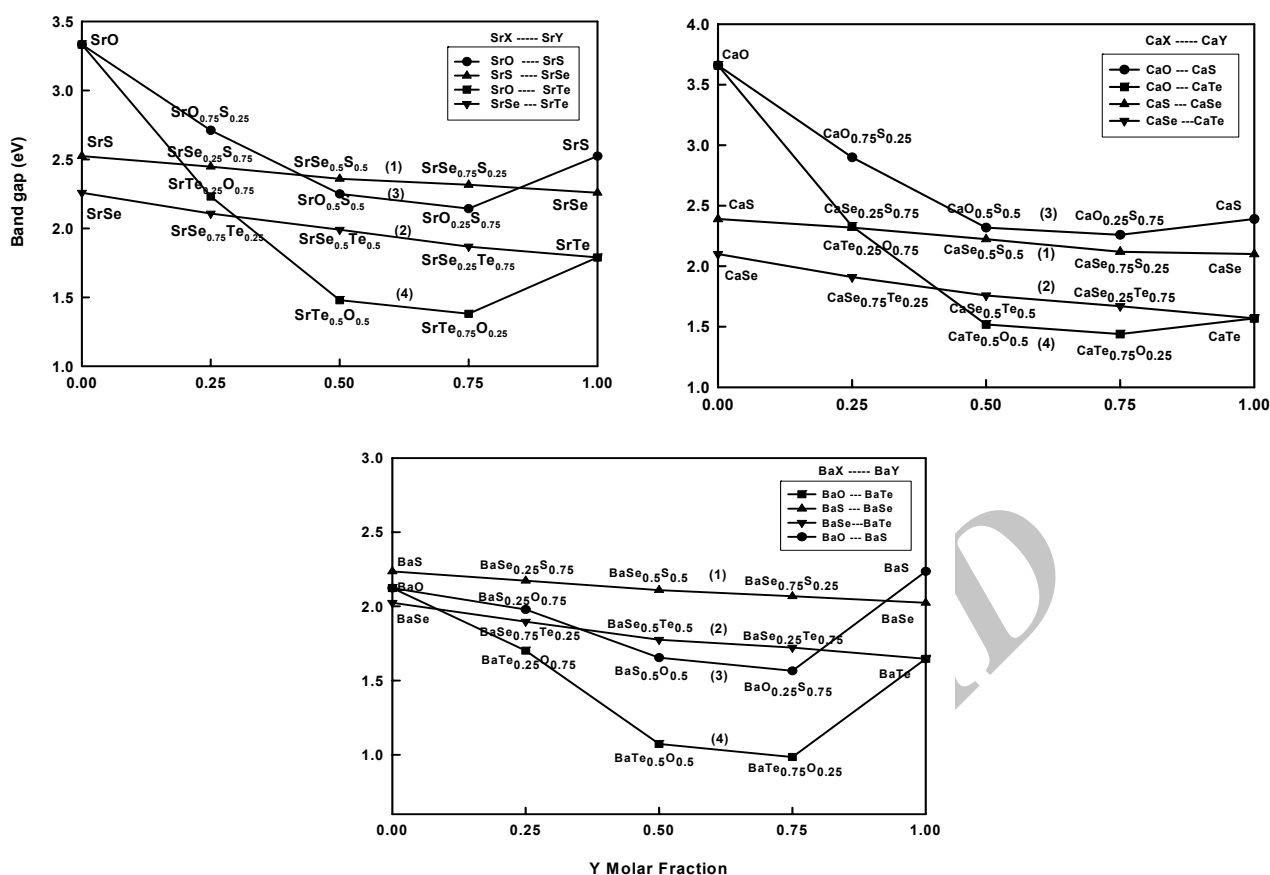 3.5
3.0
2.5
2.0
1.5
1.0
Band gap (eV)
0.00 0.25 0.50 0.75 1.00
SrX ----- SrY
SrO ---- SrS
SrS ---- SrSe
SrO ---- SrTe
SrSe --- SrTe
SrO
SrO0.75S0.25
SrS
SrSe0.25S0.75
SrSe0.5S0.5
(1)
SrSe0.75S0.25
SrS
SrTe0.25O0.75
SrO0.5S0.5
(3)
SrO0.25S0.75
SrSe
SrSe
SrSe0.75Te0.25
SrSe0.5Te0.5
(2)
SrSe0.25Te0.75
SrTe
(4)
SrTe0.5O0.5
SrTe0.75O0.25
4.0
3.5
3.0
2.5
2.0
1.5
1.0
0.00 0.25 0.50 0.75 1.00
CaX ----- CaY
CaO --- CaS
CaO --- CaTe
CaS --- CaSe
CaSe ---CaTe
CaO
CaO0.75S0.25
CaS
CaSe0.25S0.75
CaO0.5S0.5
(3)
CaO0.25S0.75
CaS
CaTe0.25O0.75
CaSe0.5S0.5
(1)
CaSe0.75S0.25
CaSe
CaSe
CaSe0.75Te0.25
CaSe0.5Te0.5
(2)
CaSe0.25Te0.75
CaTe0.5O0.5
(4)
CaTe0.75O0.25
CaTe
3.0
2.5
2.0
1.5
1.0
0.00 0.25 0.50 0.75 1.00
BaX ----- BaY
BaO --- BaTe
BaS --- BaSe
BaSe---BaTe
BaO --- BaS
BaS
BaSe0.25S0.75
BaSe0.5S0.5
(1)
BaSe0.75S0.25
BaS
BaO
BaS0.25O0.75
BaSe
BaSe
BaSe0.75Te0.25
BaSe0.5Te0.5
(2)
BaSe0.25Te0.75
BaTe0.25O0.75
BaS0.5O0.5
(3)
BaO0.25S0.75
BaTe
(4)
BaTe0.5O0.5
BaTe0.75O0.25
Y Molar Fraction
D